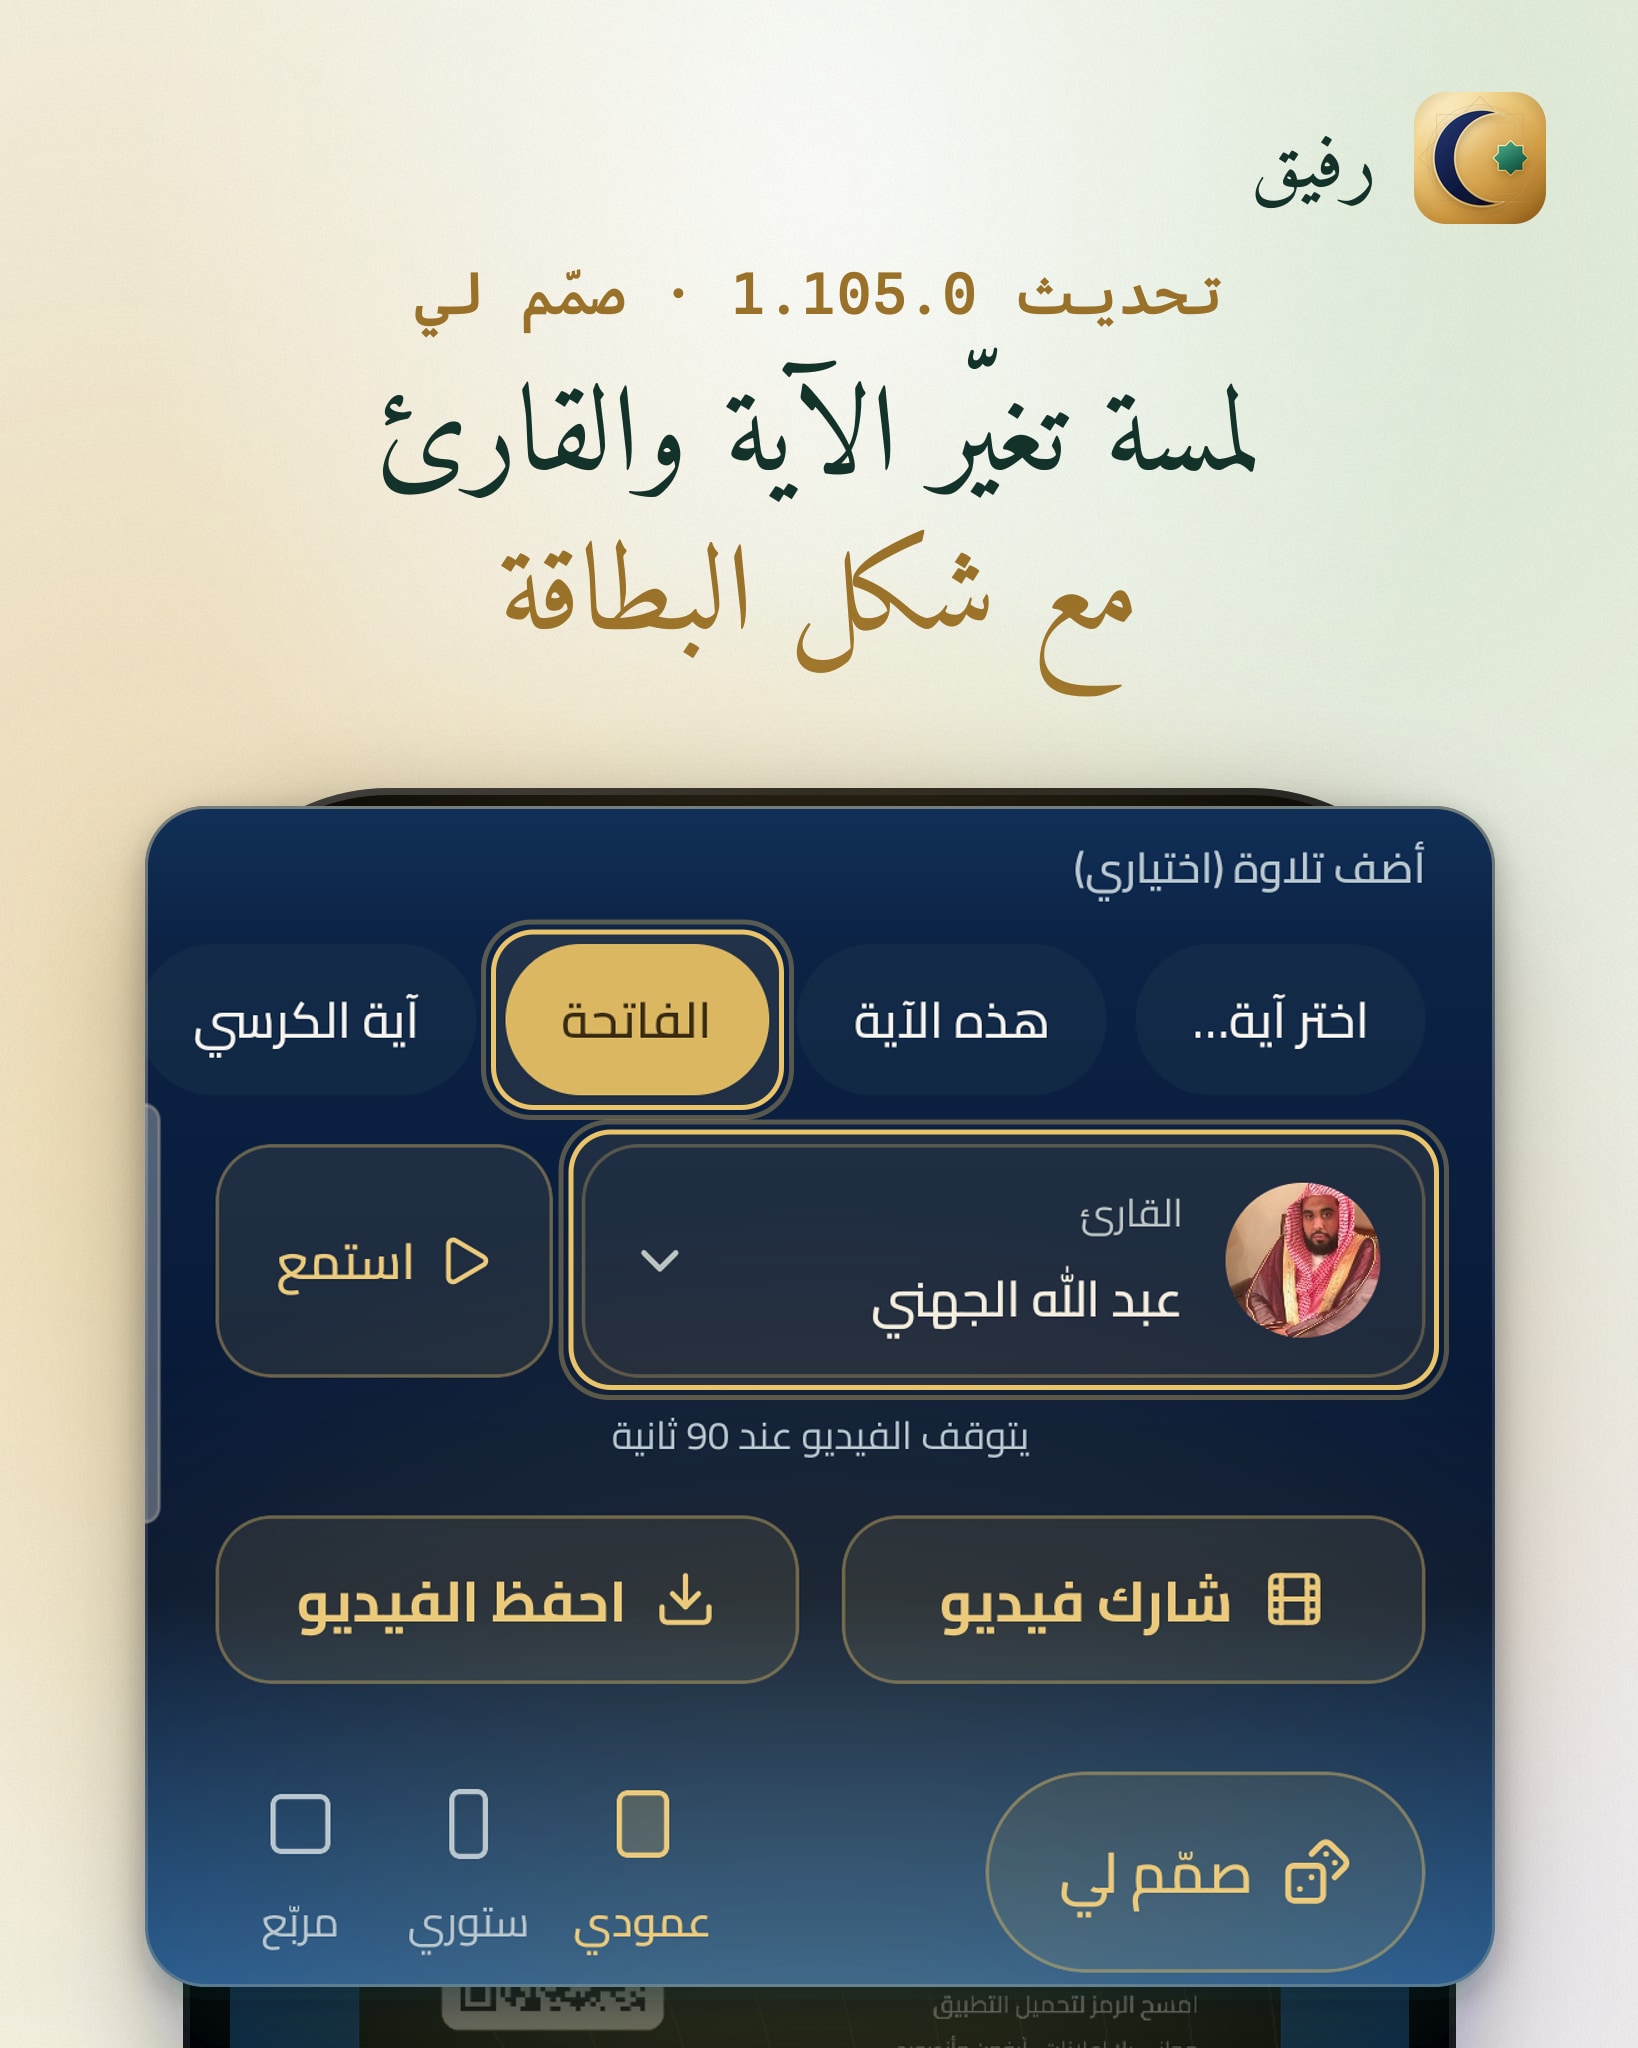 رفيق
تحديث 1.105.0 · صمّم لي
لمسة تغيّر الآية والقارئ
مع شكل البطاقة
أضف تلاوة (اختياري)
اختر آية...
هذه الآية
الفاتحة
آية الكرسي
القارئ
عبد الله الجهني
استمع
يتوقف الفيديو عند 90 ثانية
شارك فيديو
احفظ الفيديو
صمّم لي
عمودي
ستوري
مربّع
امسح الرمز لتحميل التطبيق